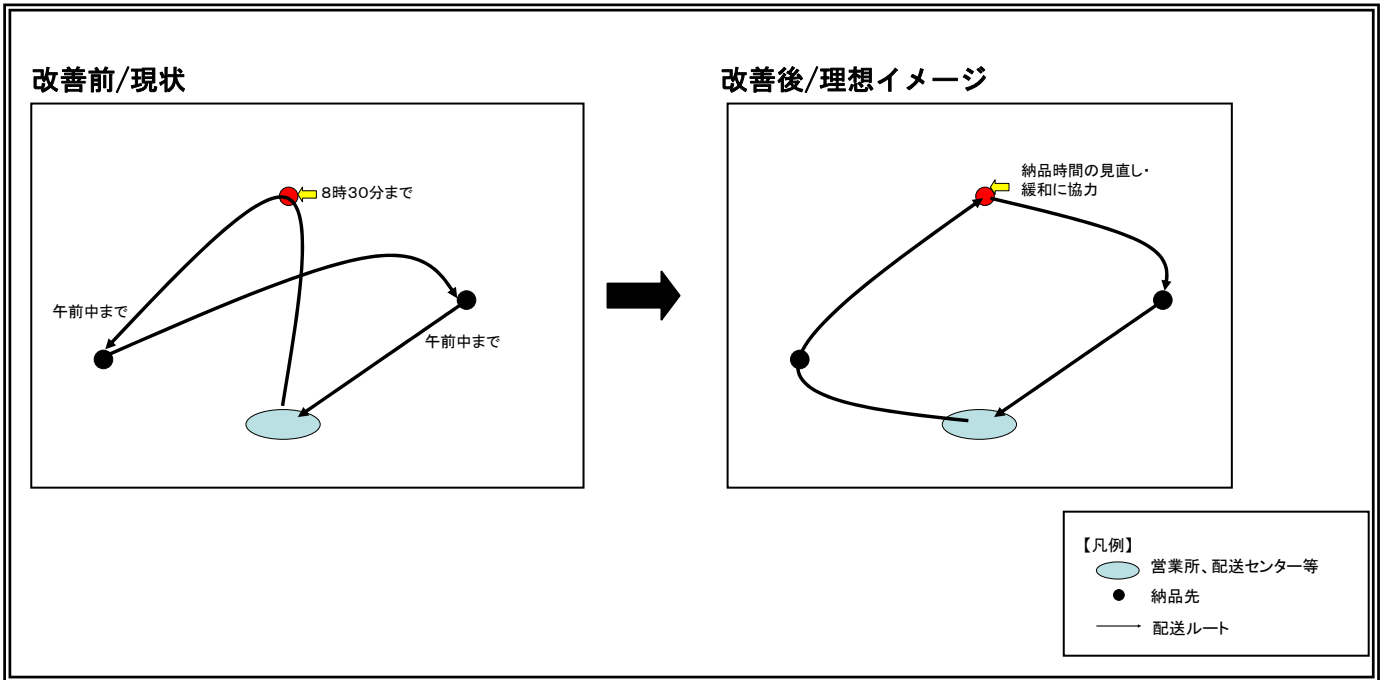 改善前/現状
8時30分まで
午前中まで
午前中まで
改善後/理想イメージ
納品時間の見直し・
緩和に協力
【凡例】
営業所、配送センター等
納品先
配送ルート